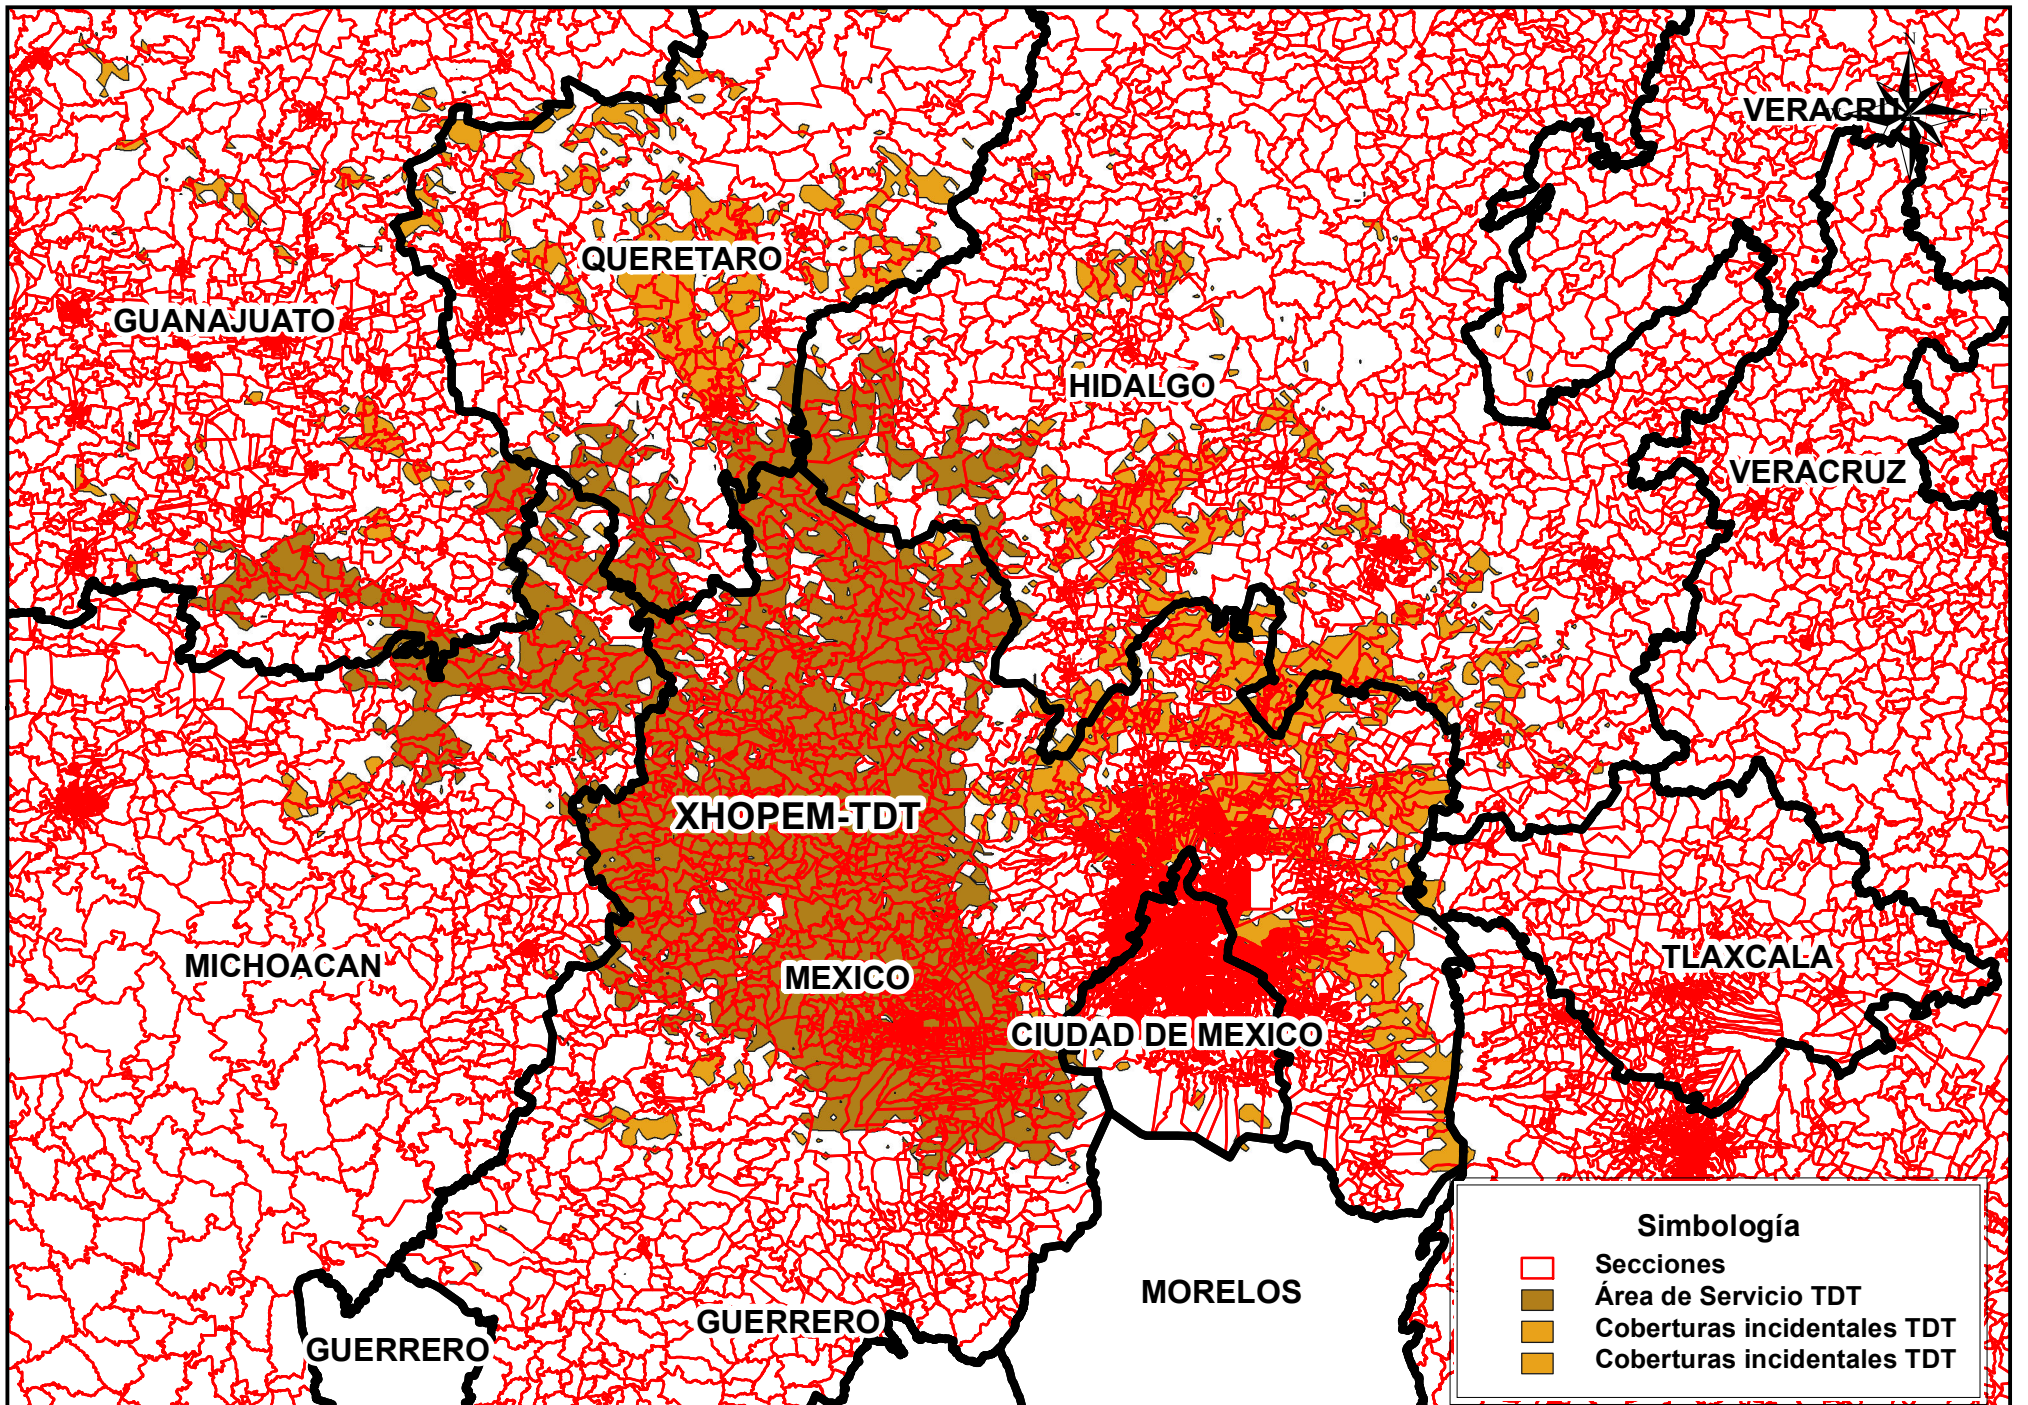 N
VERACRU
E
QUERETARO
GUANAJUATO
HIDALGO
VERACRUZ
XHOPEM-TDT
MICHOACAN
MEXICO
TLAXCALA
CIUDAD DE MEXICO
MORELOS
GUERRERO
GUERRERO
Simbología
Secciones
Área de Servicio TDT
Coberturas incidentales TDT
Coberturas incidentales TDT